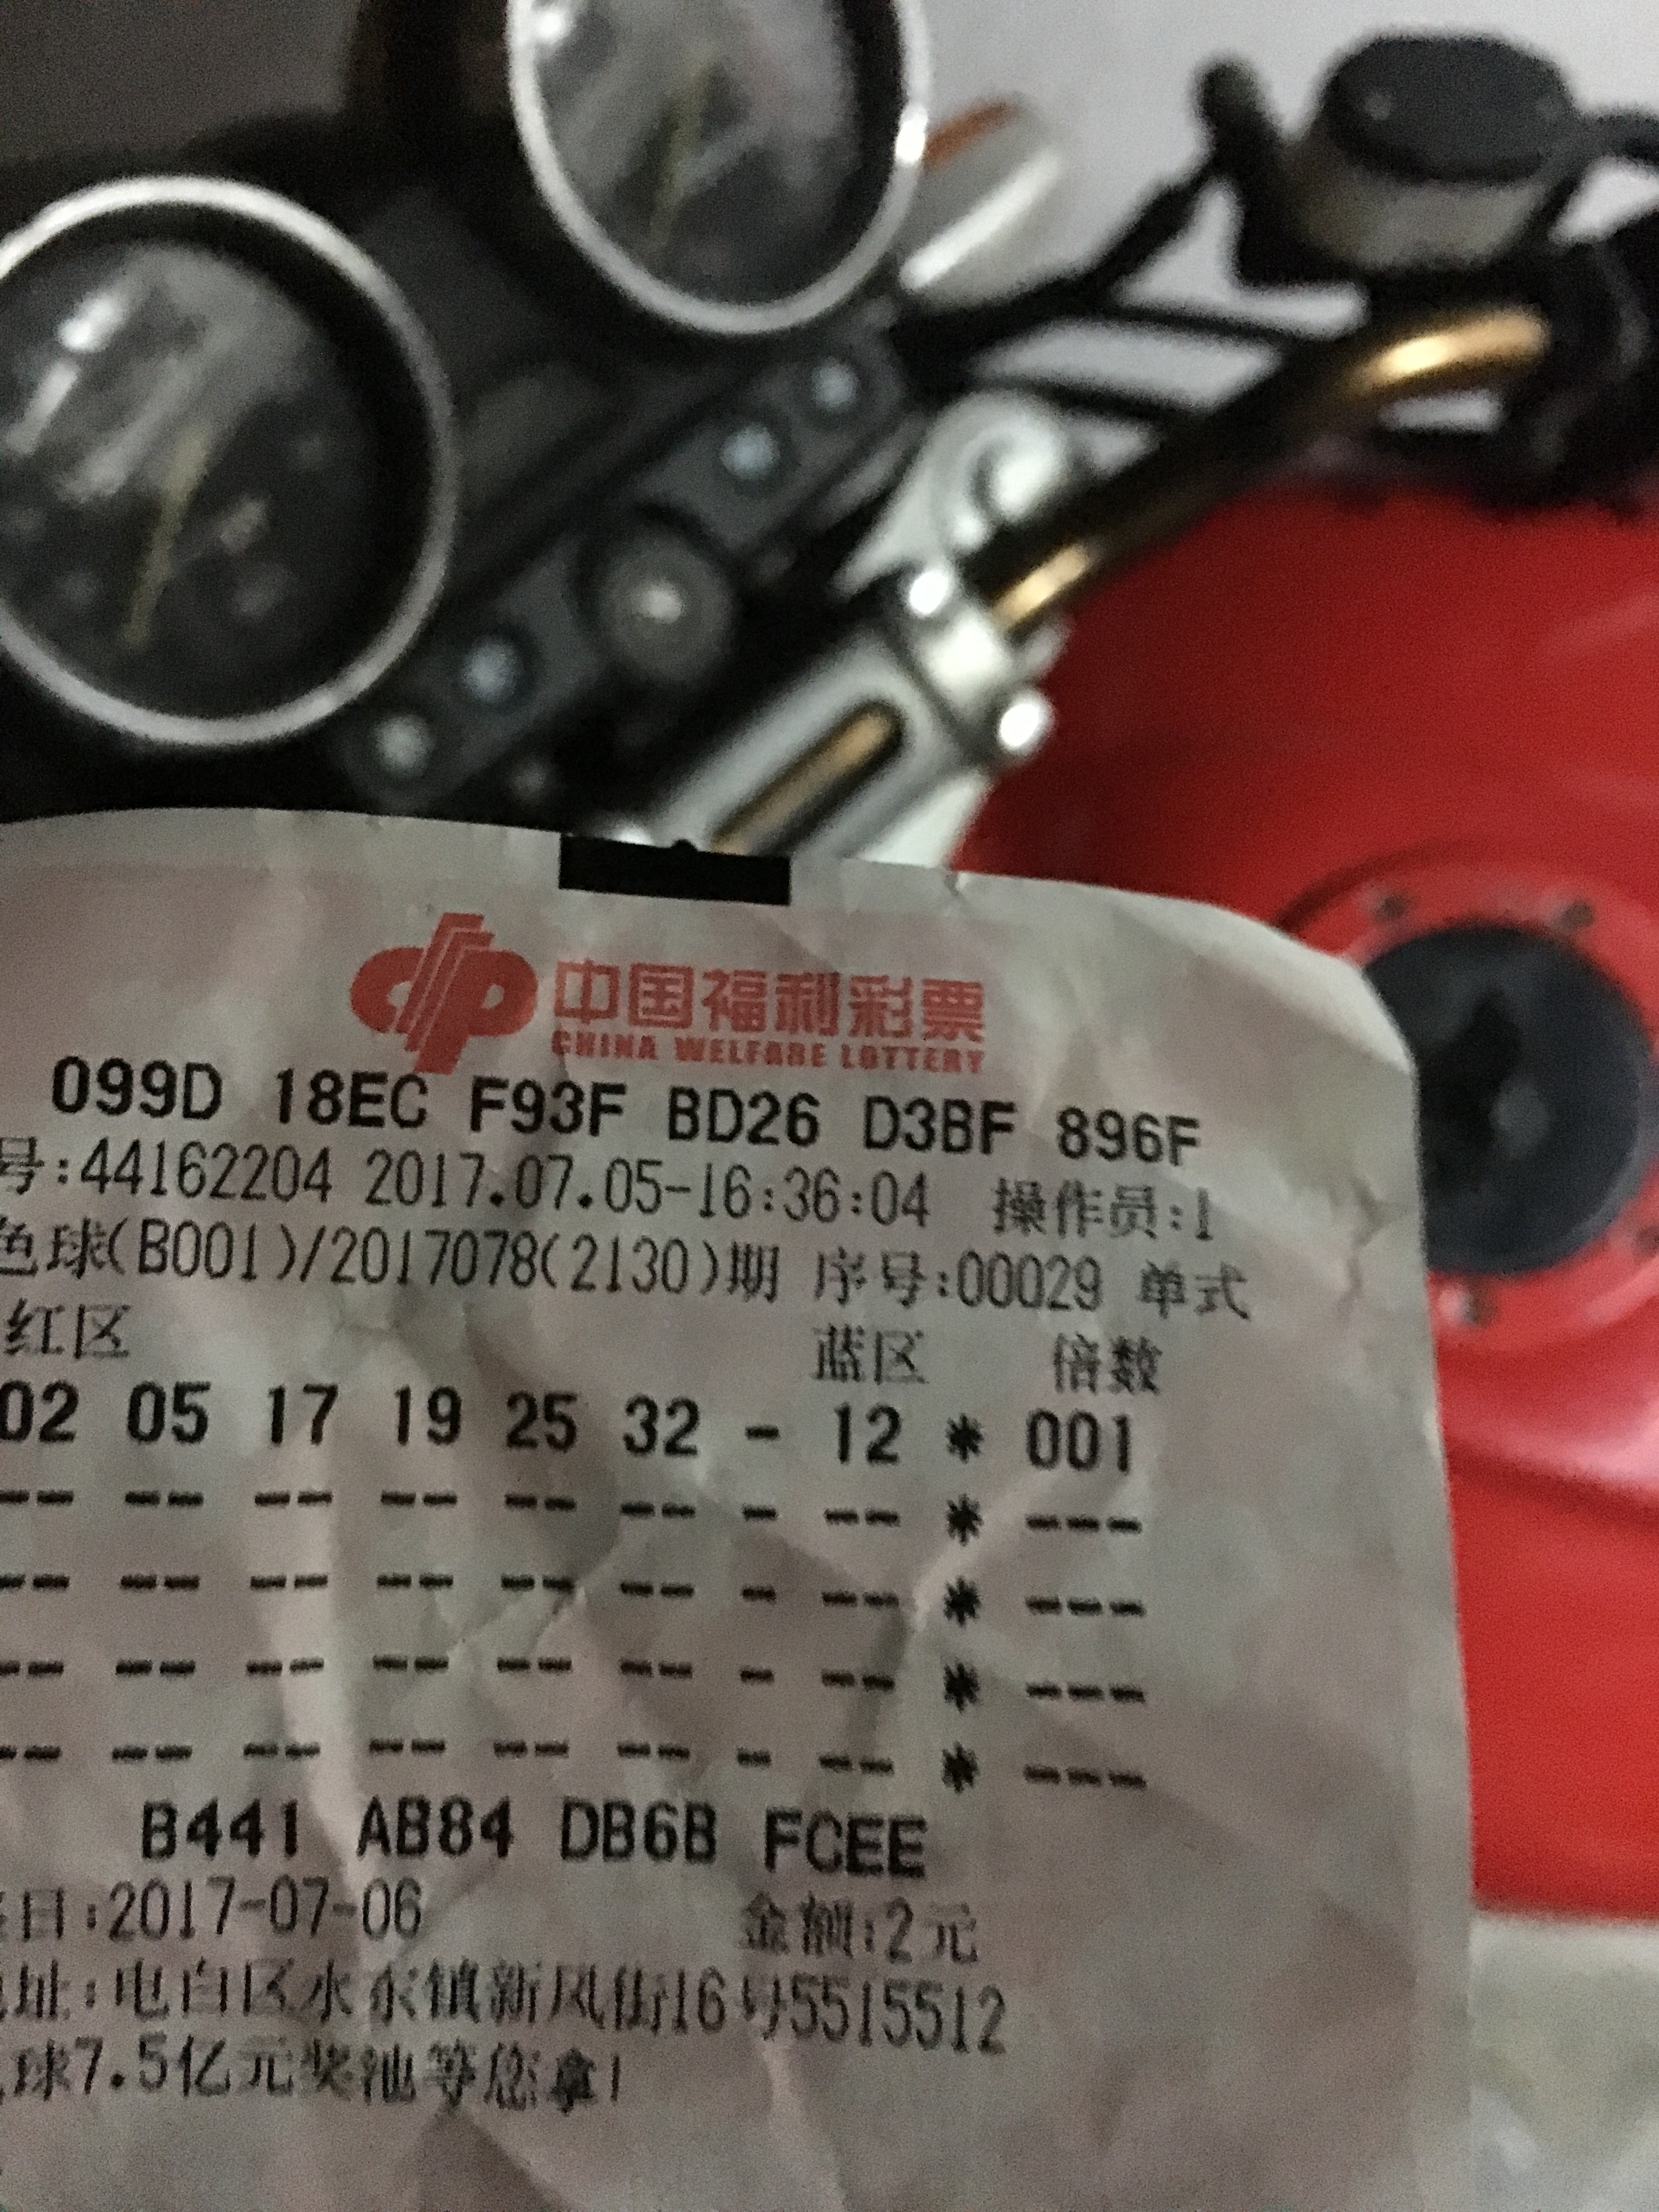 中国福利彩票
CHINA WELFARE LOTTERY
099D 18EC F93F BD26 D3BF 896F
号:44162204 2017.07.05-16:36:04 操作员:1
色球(B001)/2017078(2130)期 序号:00029 单式
红区 蓝区 倍数
02 05 17 19 25 32 - 12 * 001
-- -- -- -- -- -- - -- * ---
-- -- -- -- -- -- - -- * ---
-- -- -- -- -- -- - -- * ---
-- -- -- -- -- -- - -- * ---
B441 AB84 DB6B FCEE
日:2017-07-06 金额:2元
址:电白区水东镇新风街16号5515512
球7.5亿元奖池等您拿!